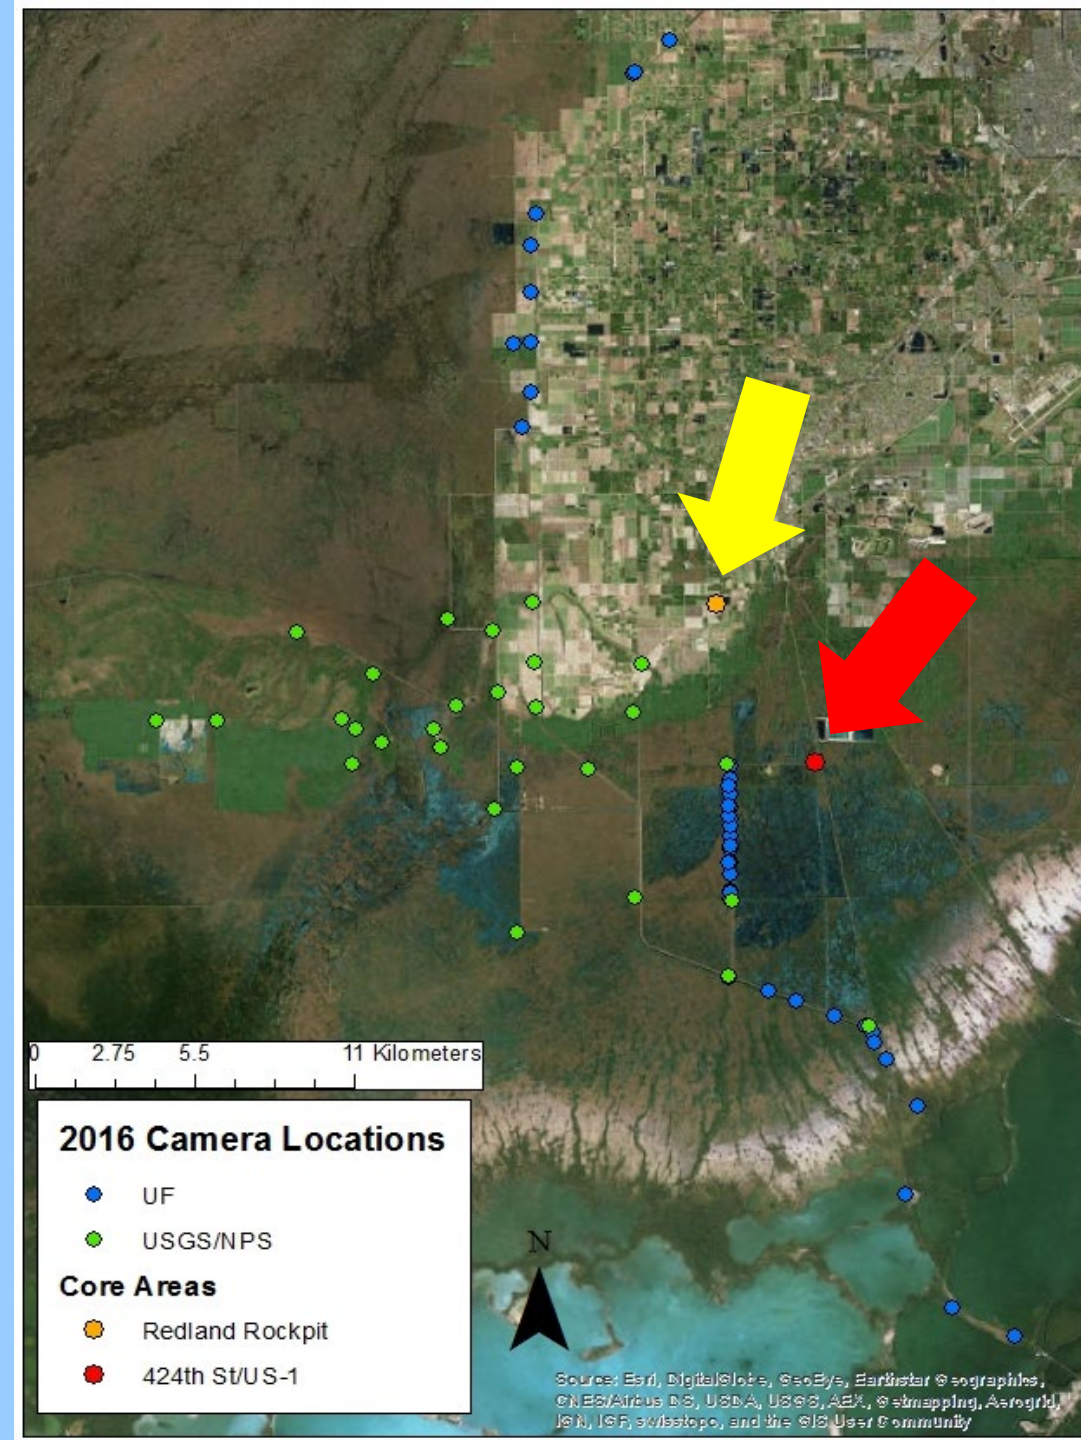 0 2.75 5.5 11 Kilometers
2016 Camera Locations
UF
USGS/NPS
Core Areas
Redland Rockpit
424th St/US-1
N
Source: Esri, DigitalGlobe, GeoEye, Earthstar Geographics,
CNES/Airbus DS, USDA, USGS, AEX, Getmapping, Aerogrid,
IGN, IGP, swisstopo, and the GIS User Community